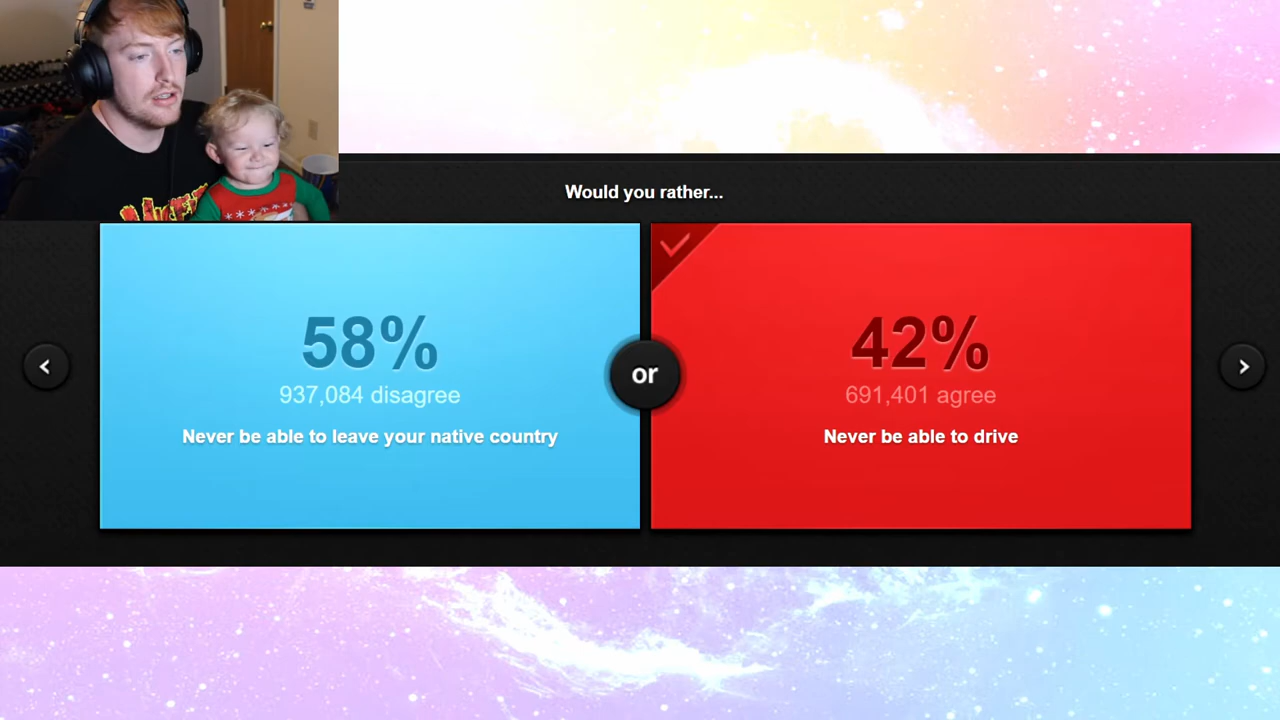 Would you rather...
58%
937,084 disagree
Never be able to leave your native country
or
42%
691,401 agree
Never be able to drive